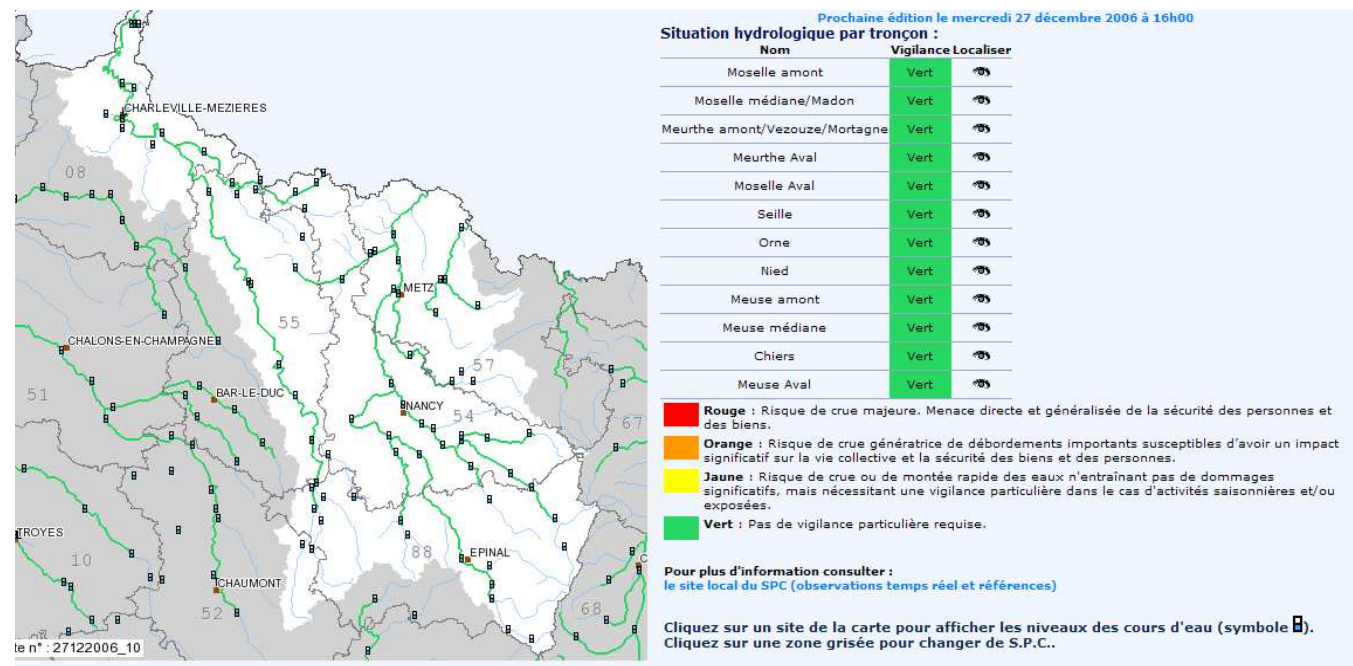 CHARLEVILLE-MEZIERES
08
55
METZ
CHALONS-EN-CHAMPAGNE
57
51
BAR-LE-DUC
NANCY
54
67
TROYES
10
88
EPINAL
CHAUMONT
52
68
te n° : 27122006_10
Prochaine édition le mercredi 27 décembre 2006 à 16h00
Situation hydrologique par tronçon :
Nom Vigilance Localiser
Moselle amont Vert
Moselle médiane/Madon Vert
Meurthe amont/Vezouze/Mortagne Vert
Meurthe Aval Vert
Moselle Aval Vert
Seille Vert
Orne Vert
Nied Vert
Meuse amont Vert
Meuse médiane Vert
Chiers Vert
Meuse Aval Vert
Rouge : Risque de crue majeure. Menace directe et généralisée de la sécurité des personnes et
des biens.
Orange : Risque de crue génératrice de débordements importants susceptibles d'avoir un impact
significatif sur la vie collective et la sécurité des biens et des personnes.
Jaune : Risque de crue ou de montée rapide des eaux n'entraînant pas de dommages
significatifs, mais nécessitant une vigilance particulière dans le cas d'activités saisonnières et/ou
exposées.
Vert : Pas de vigilance particulière requise.
Pour plus d'information consulter :
le site local du SPC (observations temps réel et références)
Cliquez sur un site de la carte pour afficher les niveaux des cours d'eau (symbole ).
Cliquez sur une zone grisée pour changer de S.P.C..